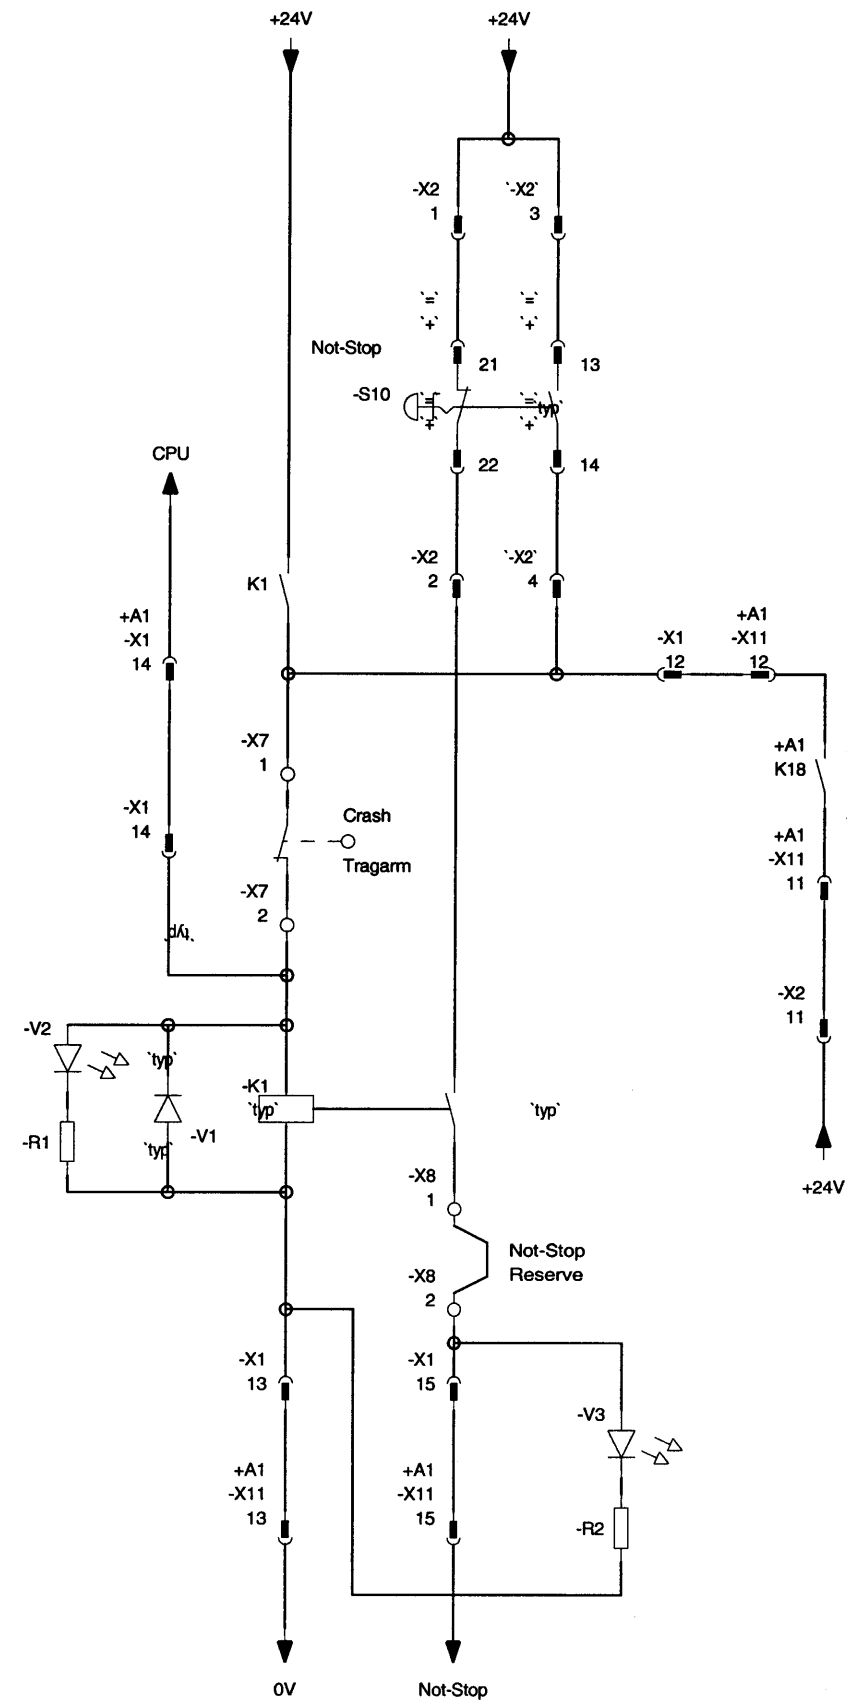 +24V
+24V
-X2
1
`-X2`
3
`=`
`+`
`=`
`+`
Not-Stop
21
13
-S10
`=`
`+`
`=`
`typ`
`+`
22
14
CPU
-X2
2
`-X2`
4
K1
+A1
-X1
14
-X1
12
+A1
-X11
12
-X7
1
+A1
K18
-X1
14
Crash
Tragarm
+A1
-X11
11
-X7
2
`typ`
-X2
11
-V2
`typ`
-K1
`typ`
`typ`
-R1
`typ`
-V1
+24V
-X8
1
Not-Stop
Reserve
-X8
2
-X1
13
-X1
15
-V3
+A1
-X11
13
+A1
-X11
15
-R2
0V
Not-Stop